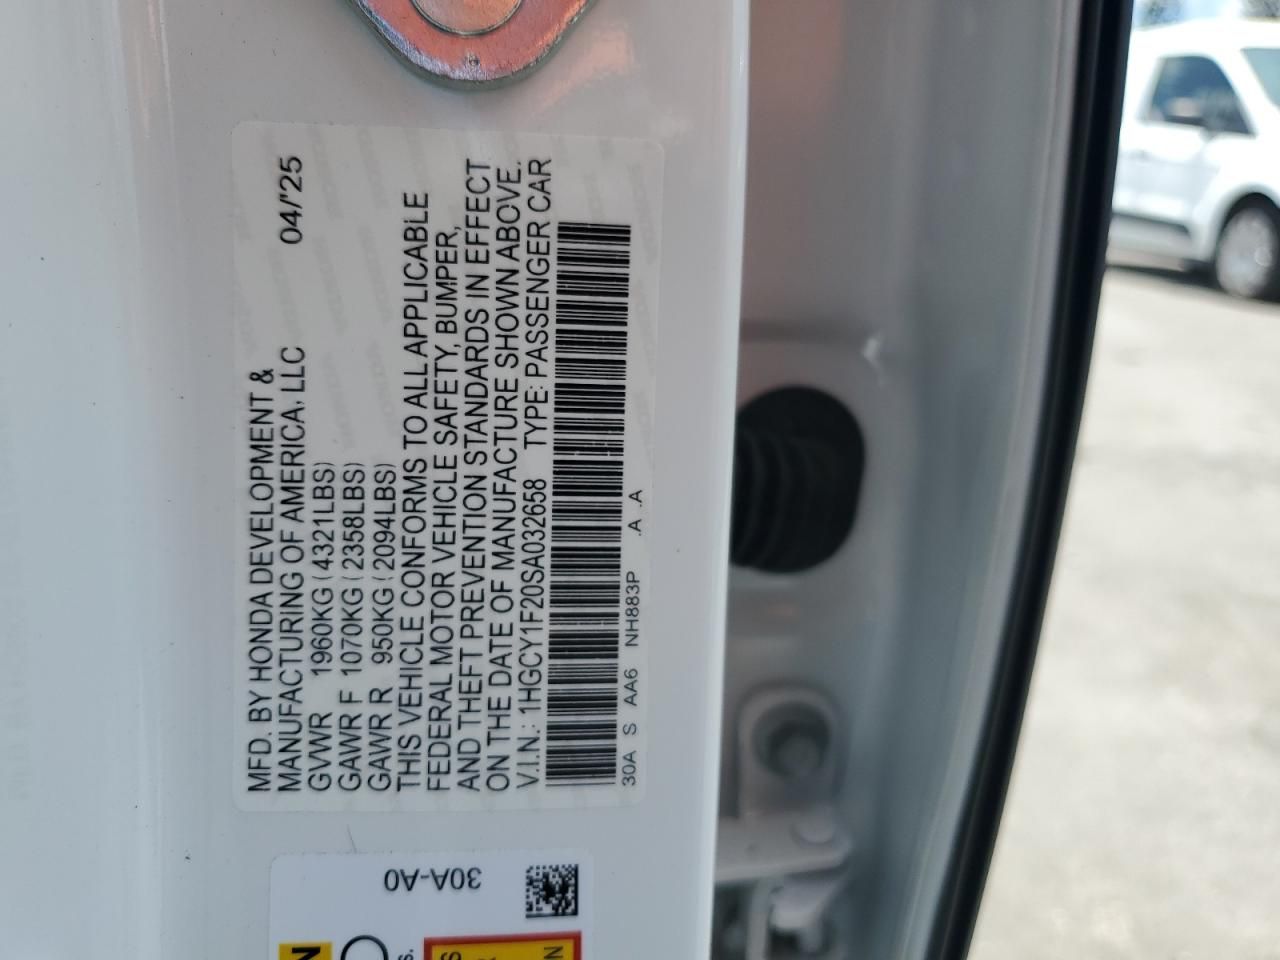 MFD. BY HONDA DEVELOPMENT &
MANUFACTURING OF AMERICA, LLC 04/'25
GVWR 1960KG (4321LBS)
GAWR F 1070KG (2358LBS)
GAWR R 950KG (2094LBS)
THIS VEHICLE CONFORMS TO ALL APPLICABLE
FEDERAL MOTOR VEHICLE SAFETY, BUMPER,
AND THEFT PREVENTION STANDARDS IN EFFECT
ON THE DATE OF MANUFACTURE SHOWN ABOVE.
V.I.N.: 1HGCY1F20SA032658 TYPE: PASSENGER CAR
30A S AA6 NH883P .A .A
30A-A0